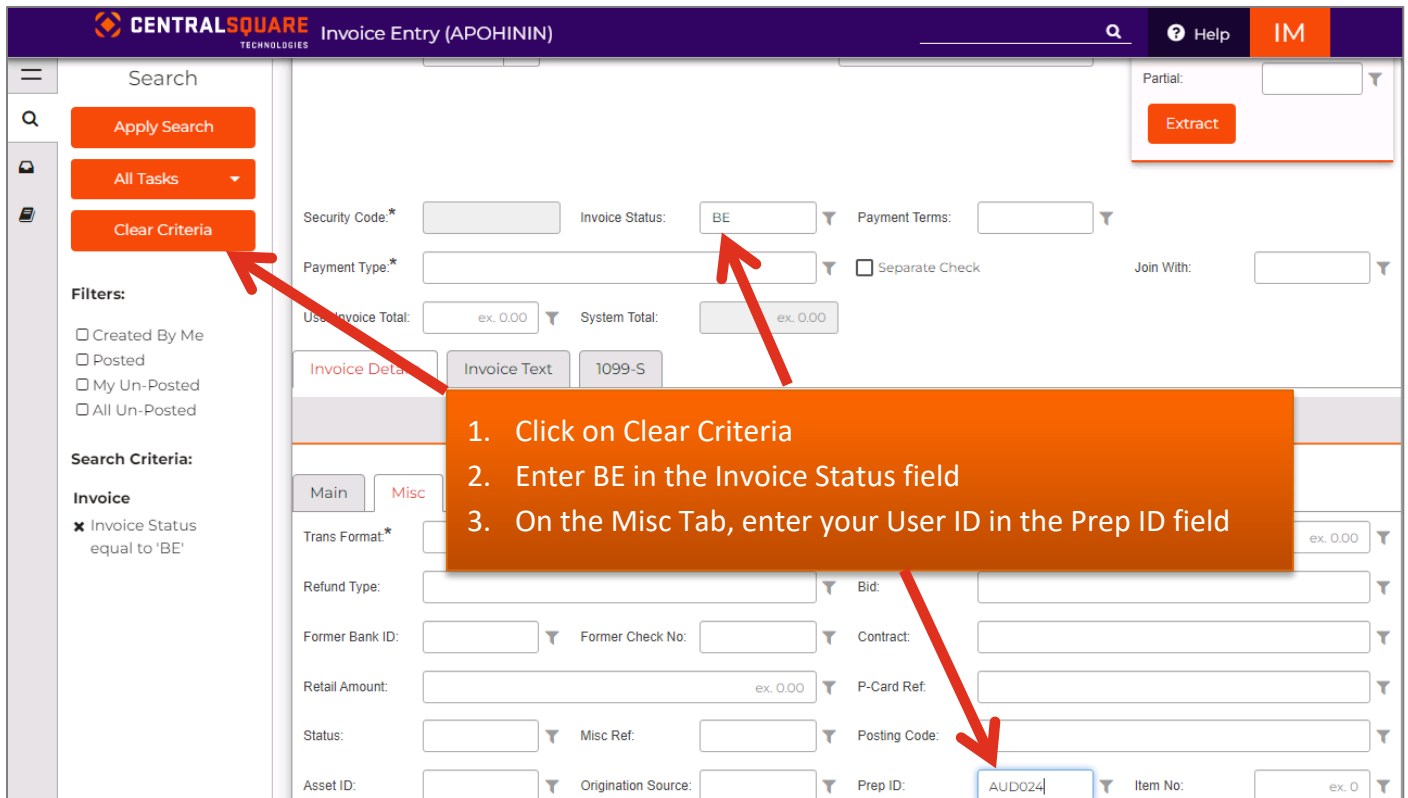 CENTRALSQUARE
TECHNOLOGIES
Invoice Entry (APOHININ)
? Help
IM
Search
Apply Search
All Tasks
Clear Criteria
Filters:
Created By Me
Posted
My Un-Posted
All Un-Posted
Search Criteria:
Invoice
Invoice Status
equal to 'BE'
Partial:
Extract
Security Code:*
Invoice Status: BE
Payment Terms:
Payment Type:*
Separate Check
Join With:
Invoice Total: ex. 0.00
System Total: ex. 0.00
Invoice
Invoice Text
1099-S
1. Click on Clear Criteria
2. Enter BE in the Invoice Status field
3. On the Misc Tab, enter your User ID in the Prep ID field
Main
Misc
Trans Format:*
ex. 0.00
Refund Type:
Bid:
Former Bank ID:
Former Check No:
Contract:
Retail Amount: ex. 0.00
P-Card Ref:
Status:
Misc Ref:
Posting Code:
Asset ID:
Origination Source:
Prep ID: AUD024
Item No: ex. 0